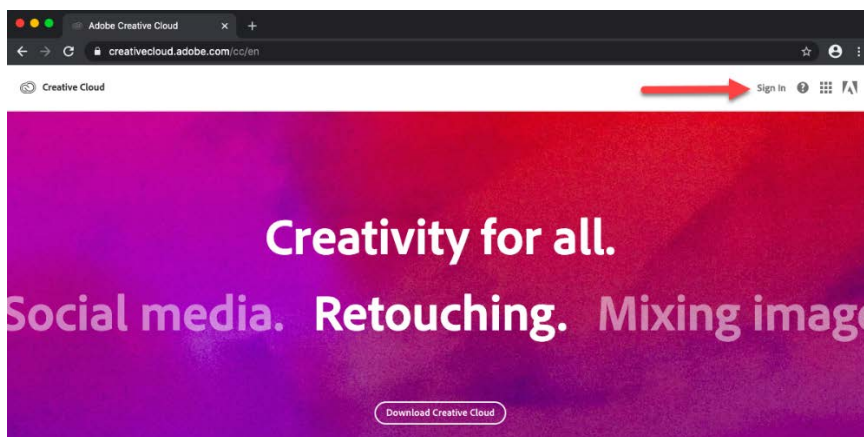 Adobe Creative Cloud
creativecloud.adobe.com/cc/en
Creative Cloud
Sign In
Creativity for all.
Social media. Retouching. Mixing image
Download Creative Cloud